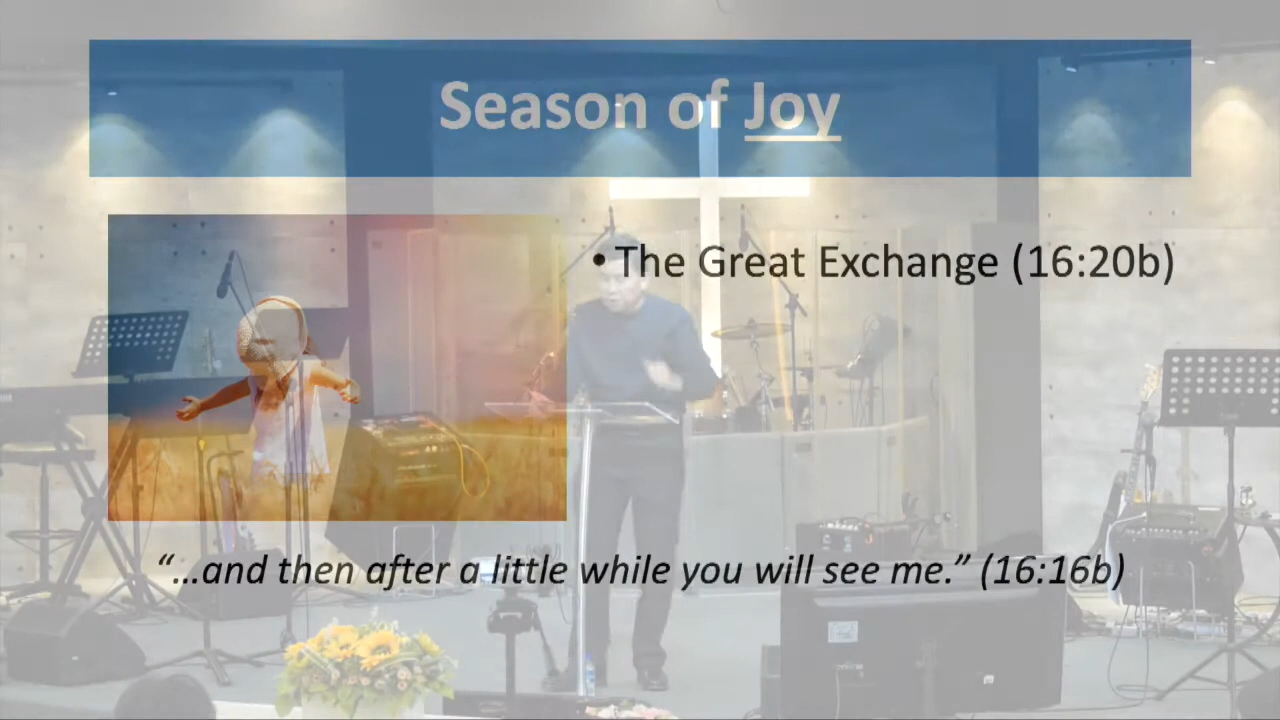 Season of Joy
• The Great Exchange (16:20b)
“...and then after a little while you will see me.” (16:16b)